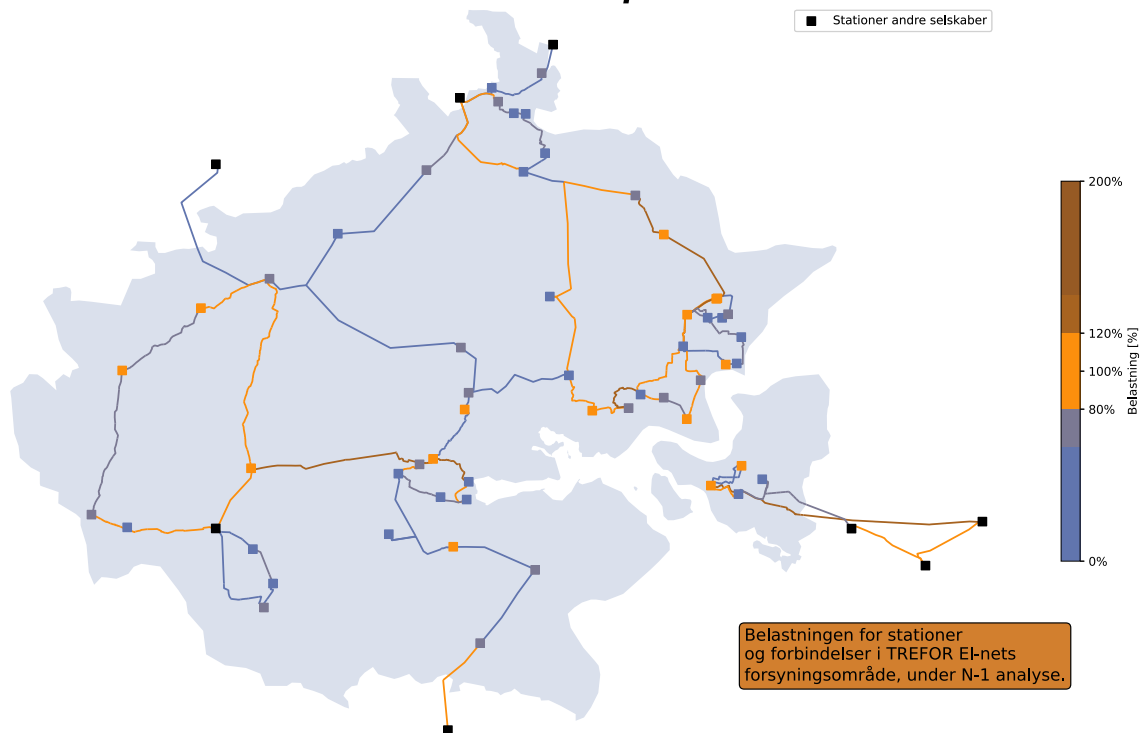 Stationer andre selskaber
200%
120%
100%
80%
0%
Belastning [%]
Belastningen for stationer
og forbindelser i TREFOR El-nets
forsyningsområde, under N-1 analyse.